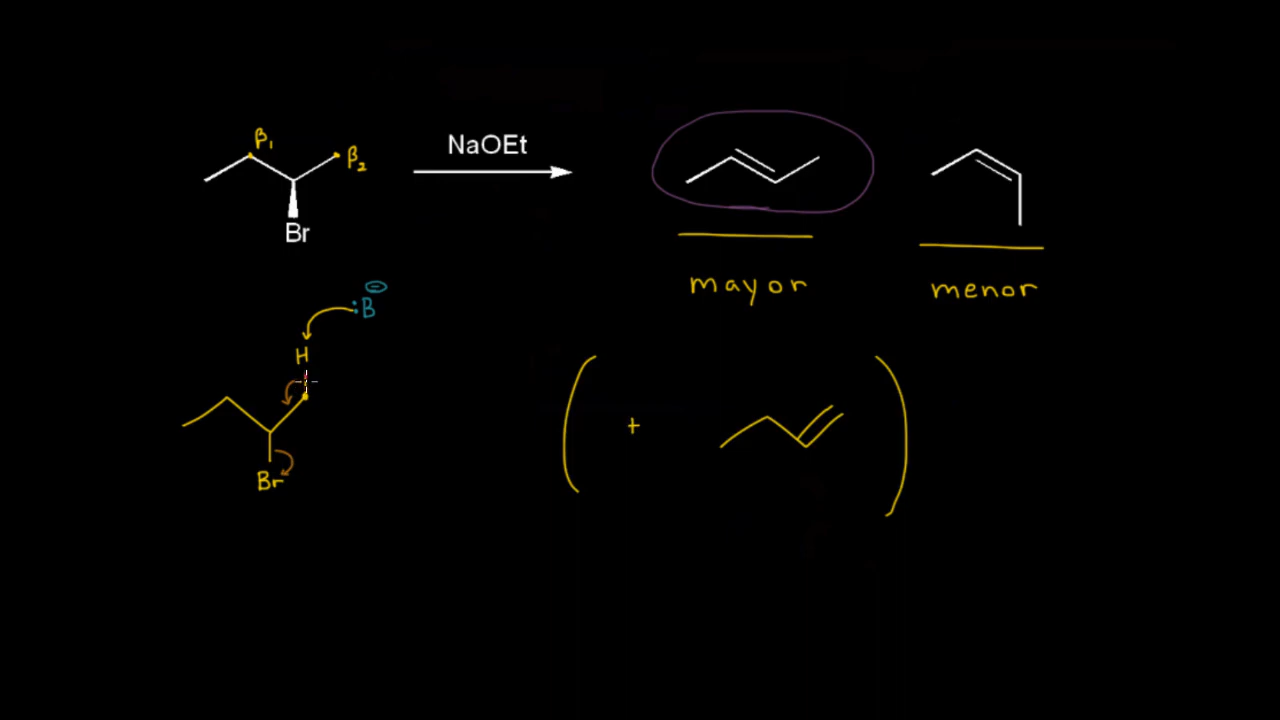 β₁ β₂ NaOEt
Br
mayor menor
⊖
:B
H
+
Br